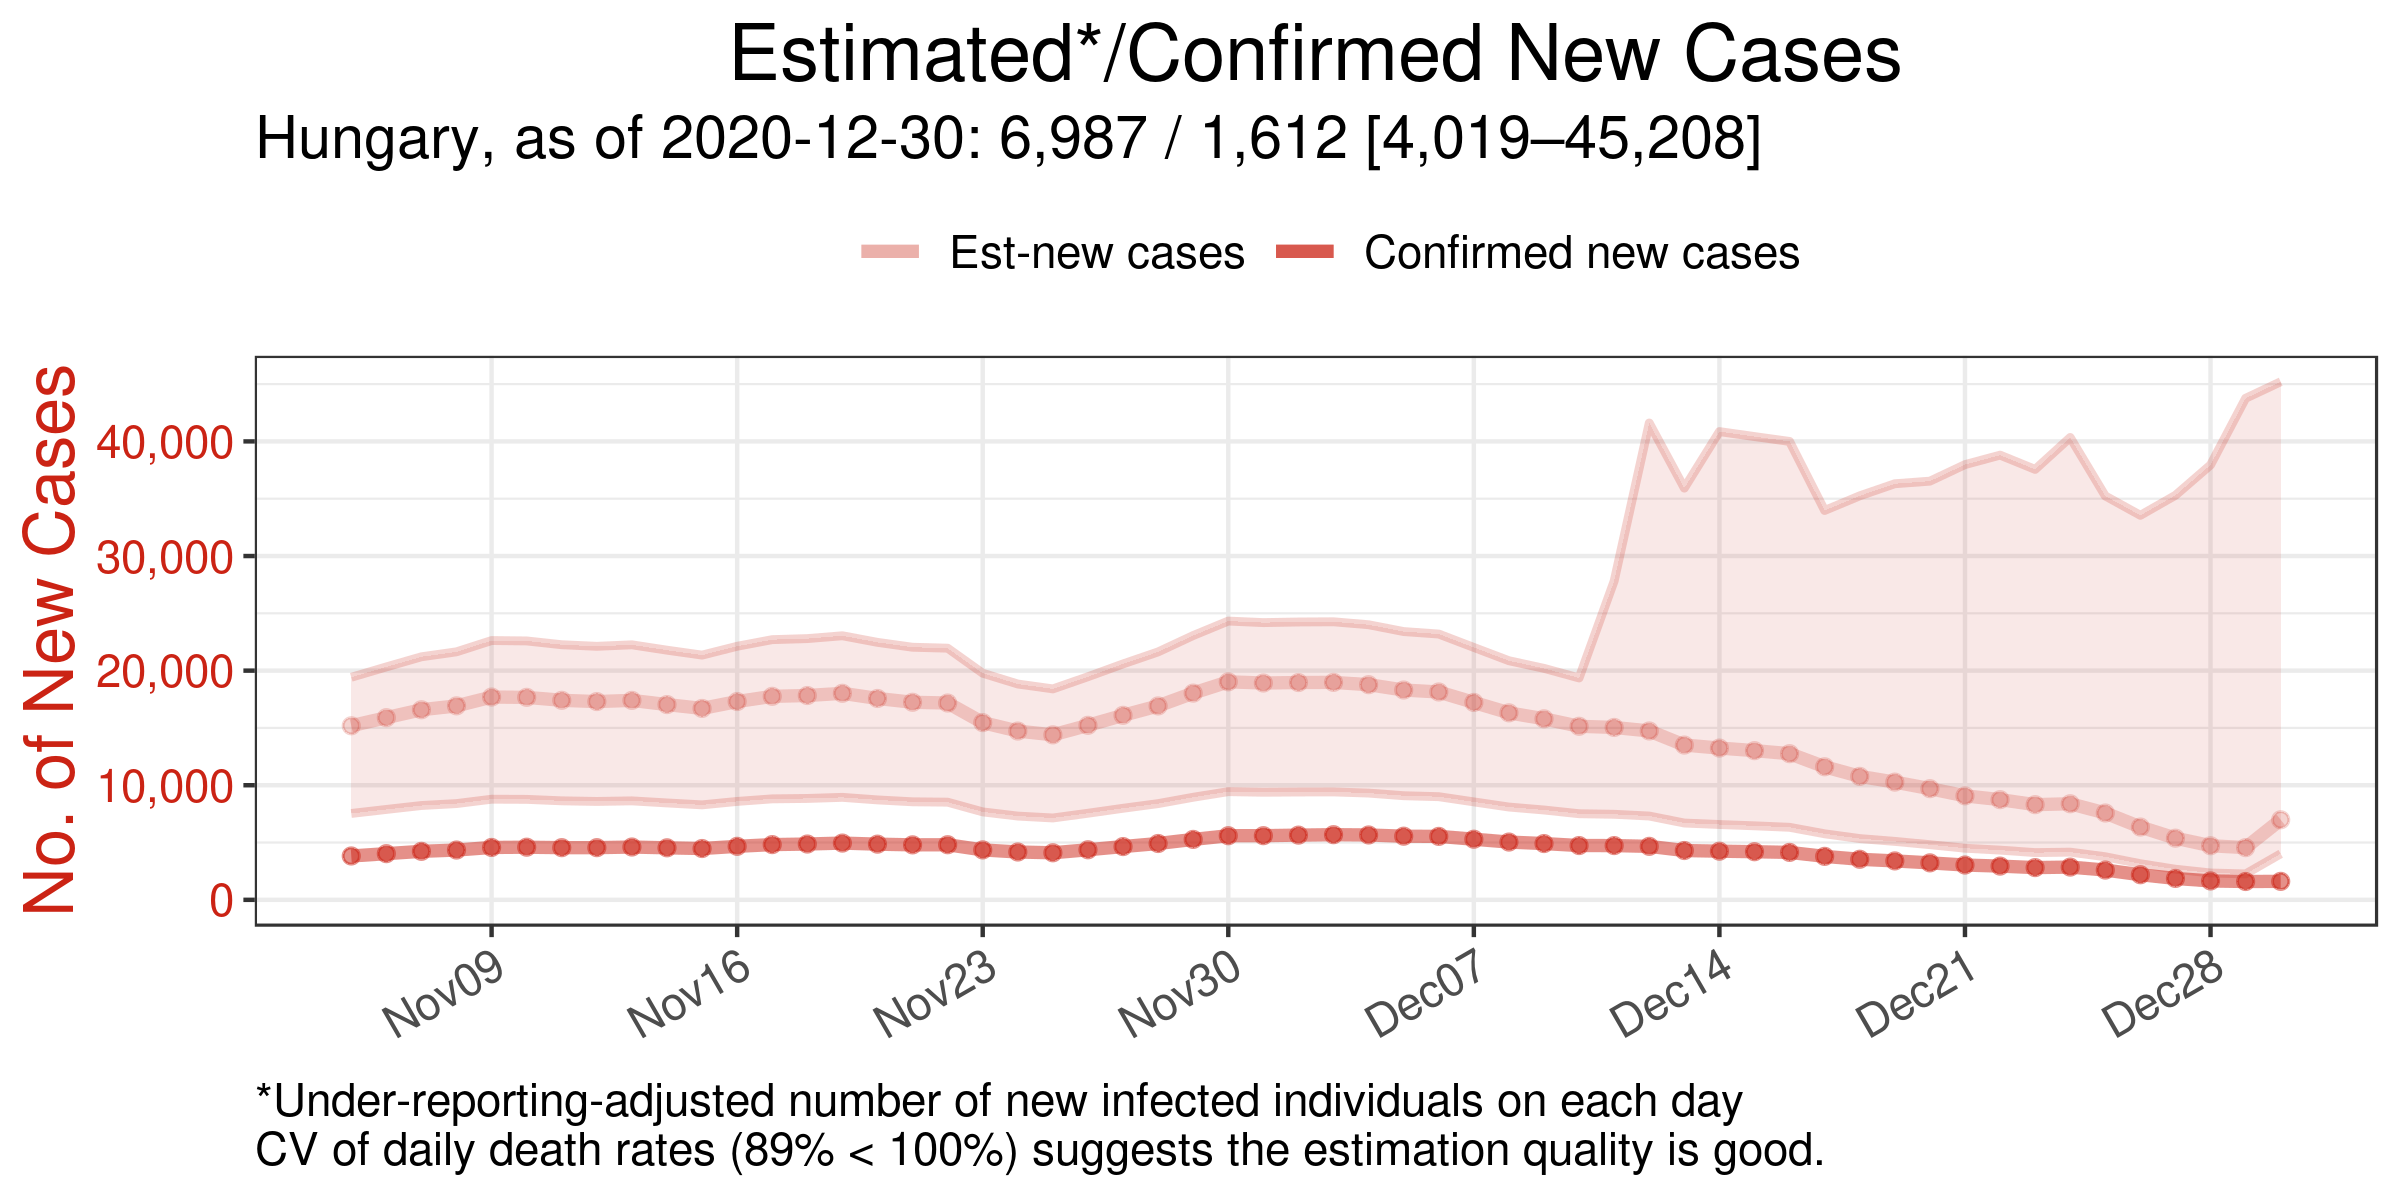 Estimated*/Confirmed New Cases
Hungary, as of 2020-12-30: 6,987 / 1,612 [4,019–45,208]
Est-new cases
Confirmed new cases
No. of New Cases
40,000
30,000
20,000
10,000
0
Nov09
Nov16
Nov23
Nov30
Dec07
Dec14
Dec21
Dec28
*Under-reporting-adjusted number of new infected individuals on each day
CV of daily death rates (89% < 100%) suggests the estimation quality is good.